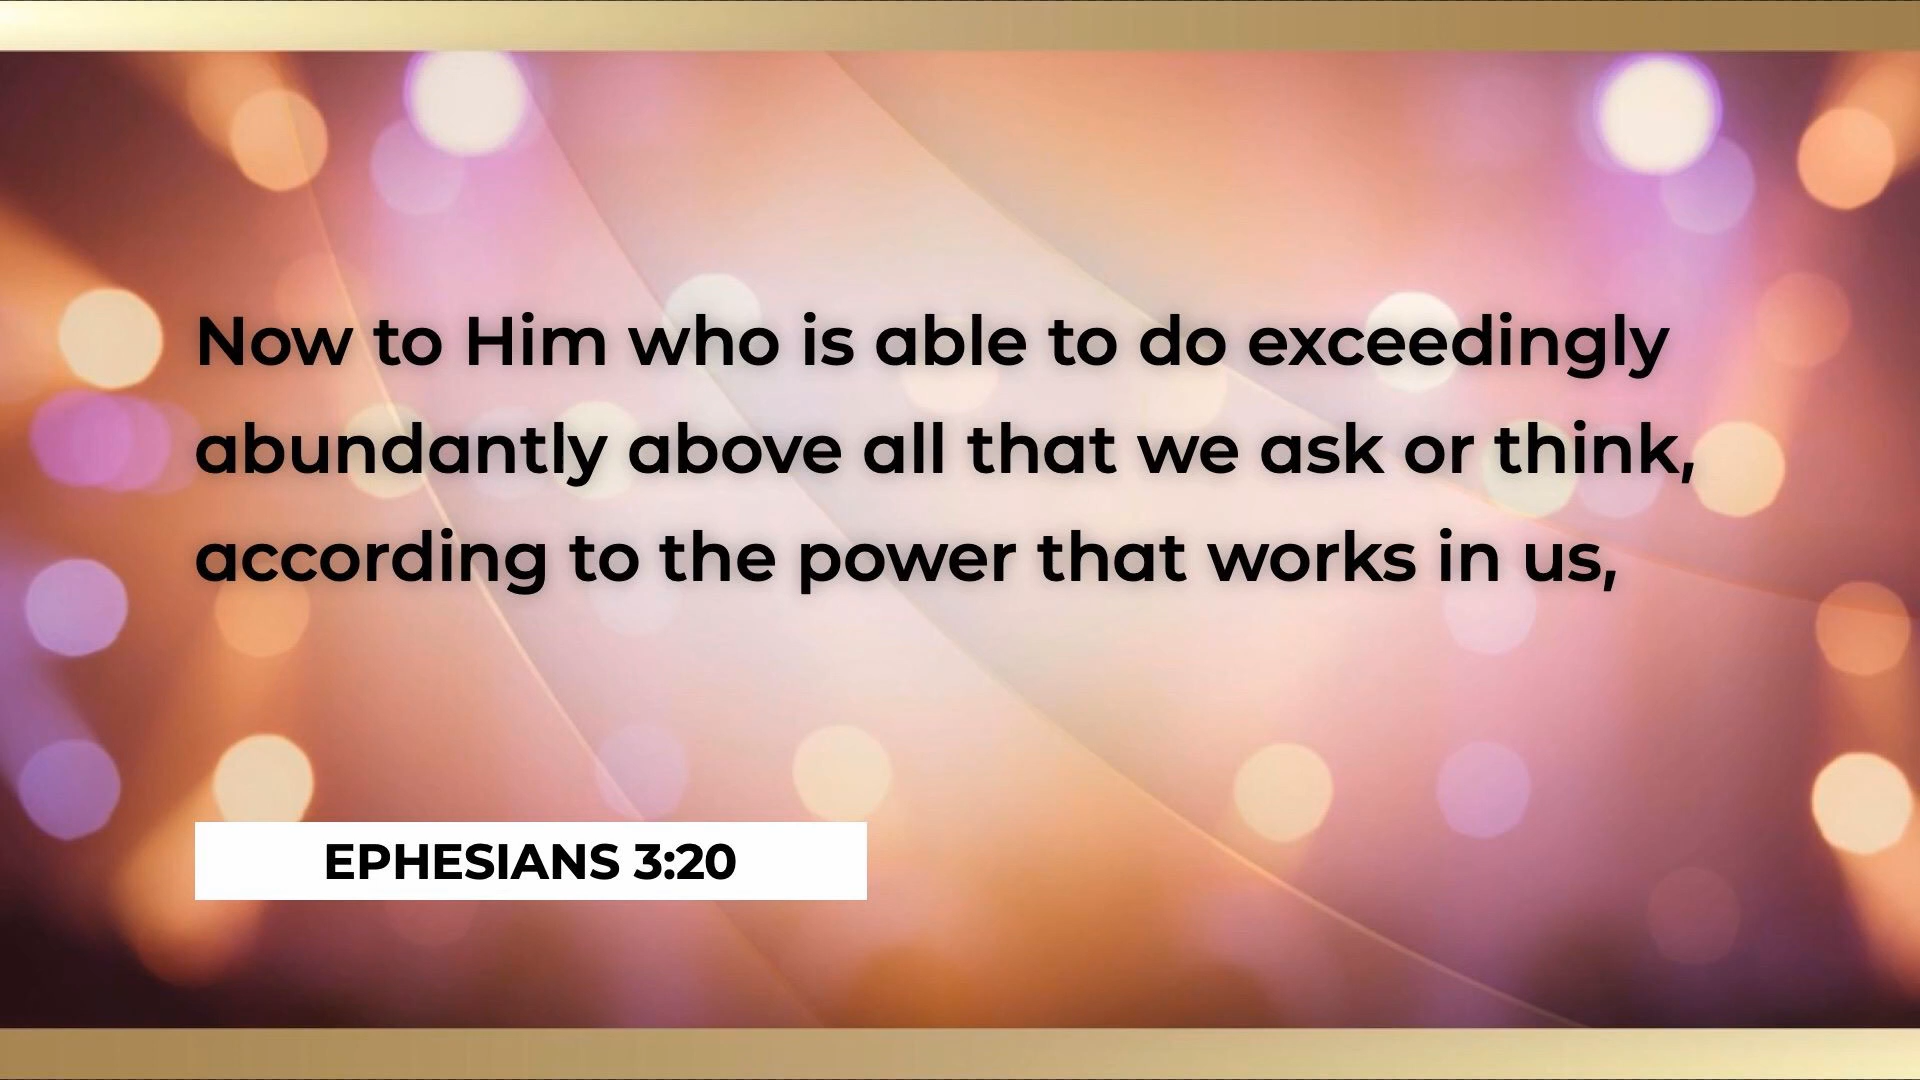 Now to Him who is able to do exceedingly
abundantly above all that we ask or think,
according to the power that works in us,
EPHESIANS 3:20